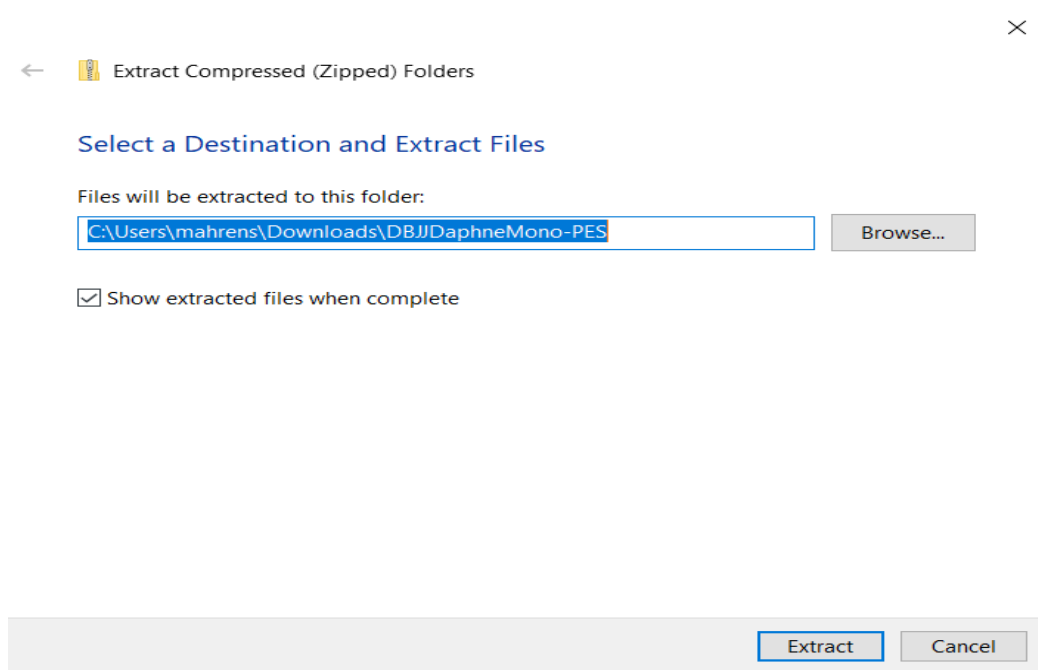 Extract Compressed (Zipped) Folders
Select a Destination and Extract Files
Files will be extracted to this folder:
C:\Users\mahrens\Downloads\DBJJDaphneMono-PES
Browse...
Show extracted files when complete
Extract
Cancel